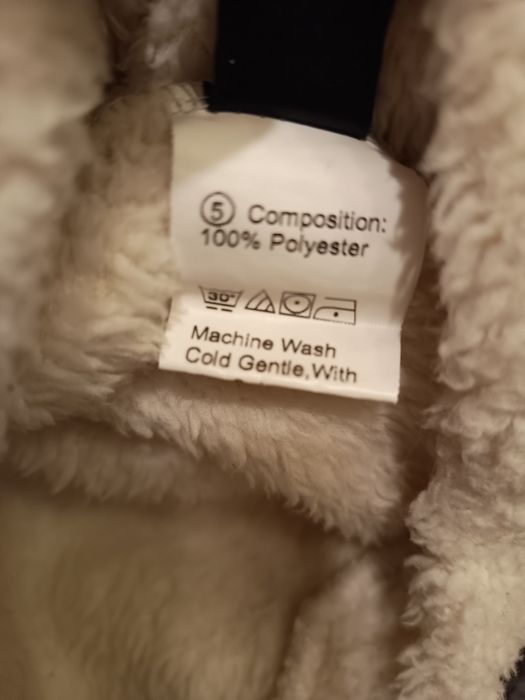 ⑤ Composition:
100% Polyester
30°
Machine Wash
Cold Gentle,With